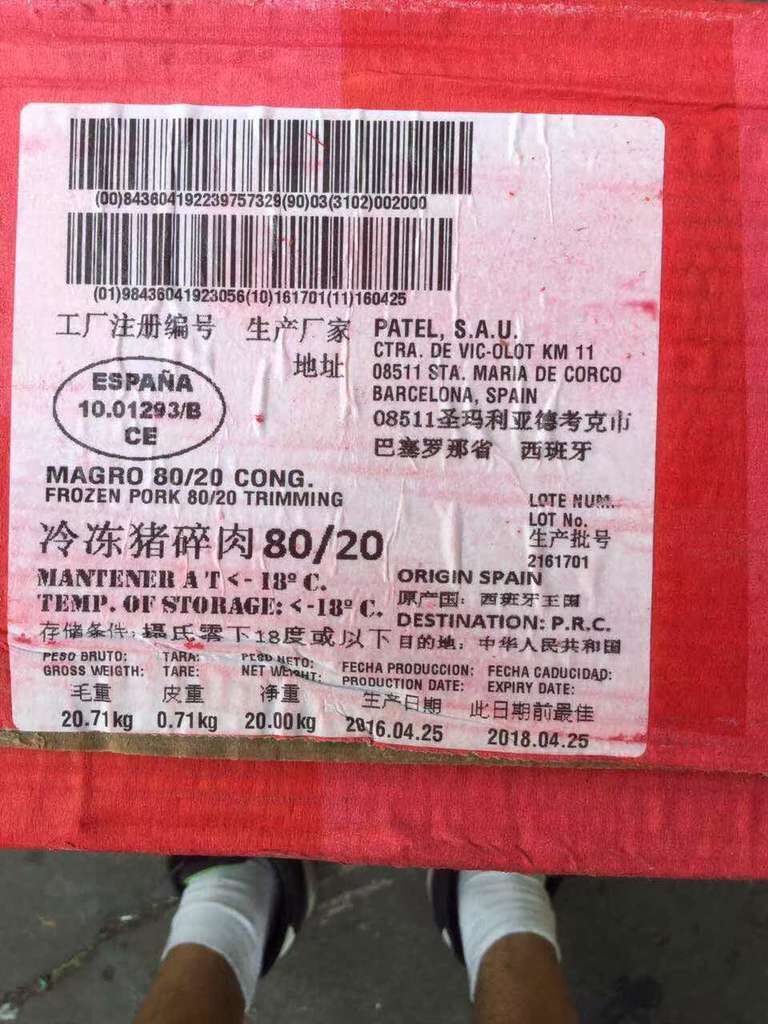 (00)843604192239757329(90)03(3102)002000
(01)98436041923056(10)161701(11)160425
工厂注册编号
生产厂家
地址
PATEL, S.A.U.
CTRA. DE VIC-OLOT KM 11
08511 STA. MARIA DE CORCO
BARCELONA, SPAIN
08511圣玛利亚德考克市
巴塞罗那省 西班牙
ESPAÑA
10.01293/B
CE
MAGRO 80/20 CONG.
FROZEN PORK 80/20 TRIMMING
冷冻猪碎肉80/20
LOTE NUM.
LOT No.
生产批号
2161701
MANTENER A T <- 18º C.
TEMP. OF STORAGE: <-18º C.
存储条件: 摄氏零下18度或以下
ORIGIN SPAIN
原产国: 西班牙王国
DESTINATION: P.R.C.
目的地: 中华人民共和国
PESO BRUTO: TARA: PESO NETO: FECHA PRODUCCION: FECHA CADUCIDAD:
GROSS WEIGTH: TARE: NET WEIGHT: PRODUCTION DATE: EXPIRY DATE:
毛重 皮重 净重 生产日期 此日期前最佳
20.71kg 0.71kg 20.00kg 2016.04.25 2018.04.25